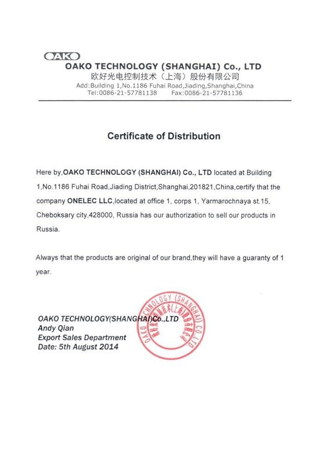 OAKO
OAKO TECHNOLOGY (SHANGHAI) Co., LTD
欧好光电控制技术（上海）股份有限公司
Add:Building 1,No.1186 Fuhai Road,Jiading,Shanghai,China
Tel:0086-21-57781138 Fax:0086-21-57781136
Certificate of Distribution
Here by,OAKO TECHNOLOGY (SHANGHAI) Co., LTD located at Building
1,No.1186 Fuhai Road,Jiading District,Shanghai,201821,China,certify that the
company ONELEC LLC,located at office 1, corps 1, Yarmarochnaya st.15,
Cheboksary city,428000, Russia has our authorization to sell our products in
Russia.
Always that the products are original of our brand,they will have a guaranty of 1
year.
OAKO TECHNOLOGY(SHANGHAI)Co.,LTD
Andy Qian
Export Sales Department
Date: 5th August 2014